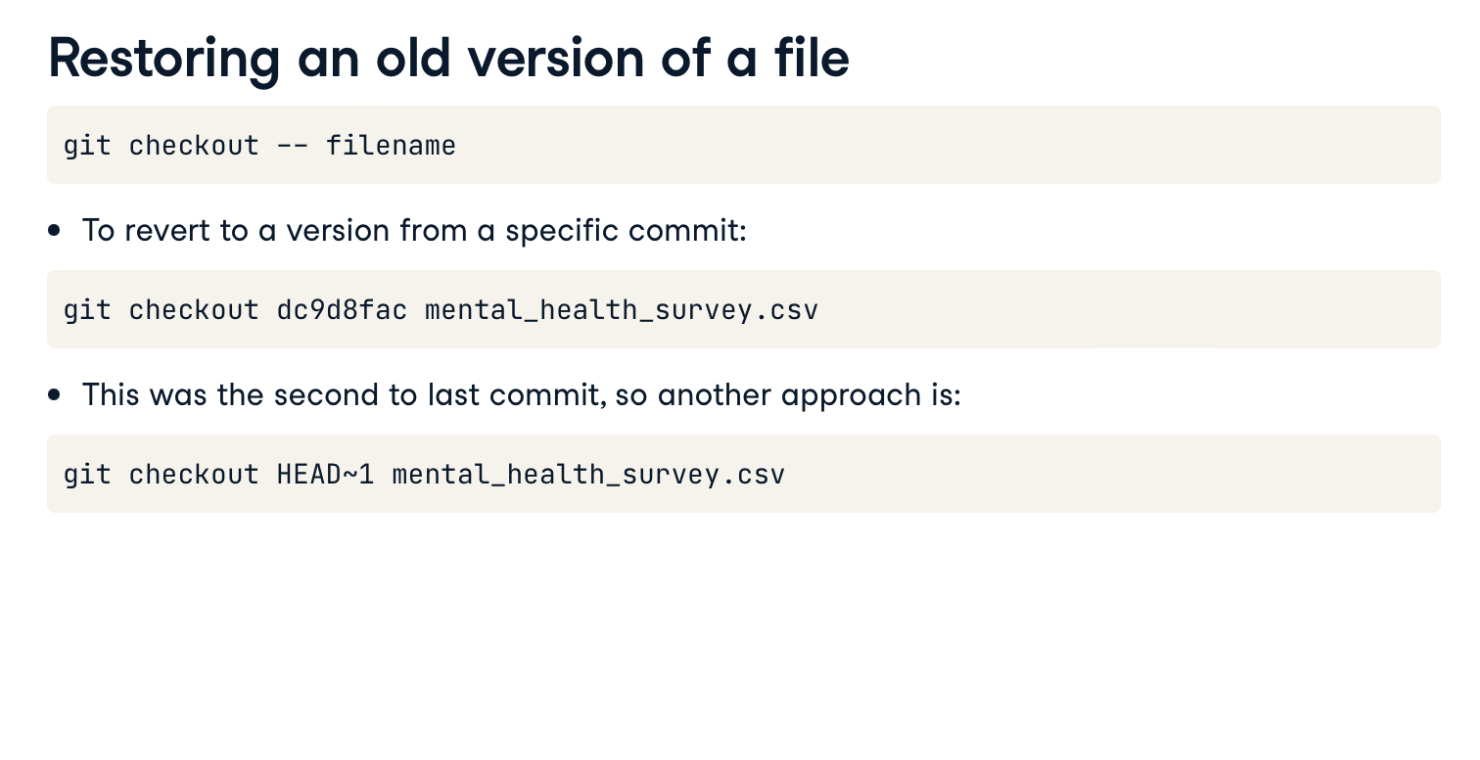 Restoring an old version of a file
git checkout -- filename
• To revert to a version from a specific commit:
git checkout dc9d8fac mental_health_survey.csv
• This was the second to last commit, so another approach is:
git checkout HEAD~1 mental_health_survey.csv